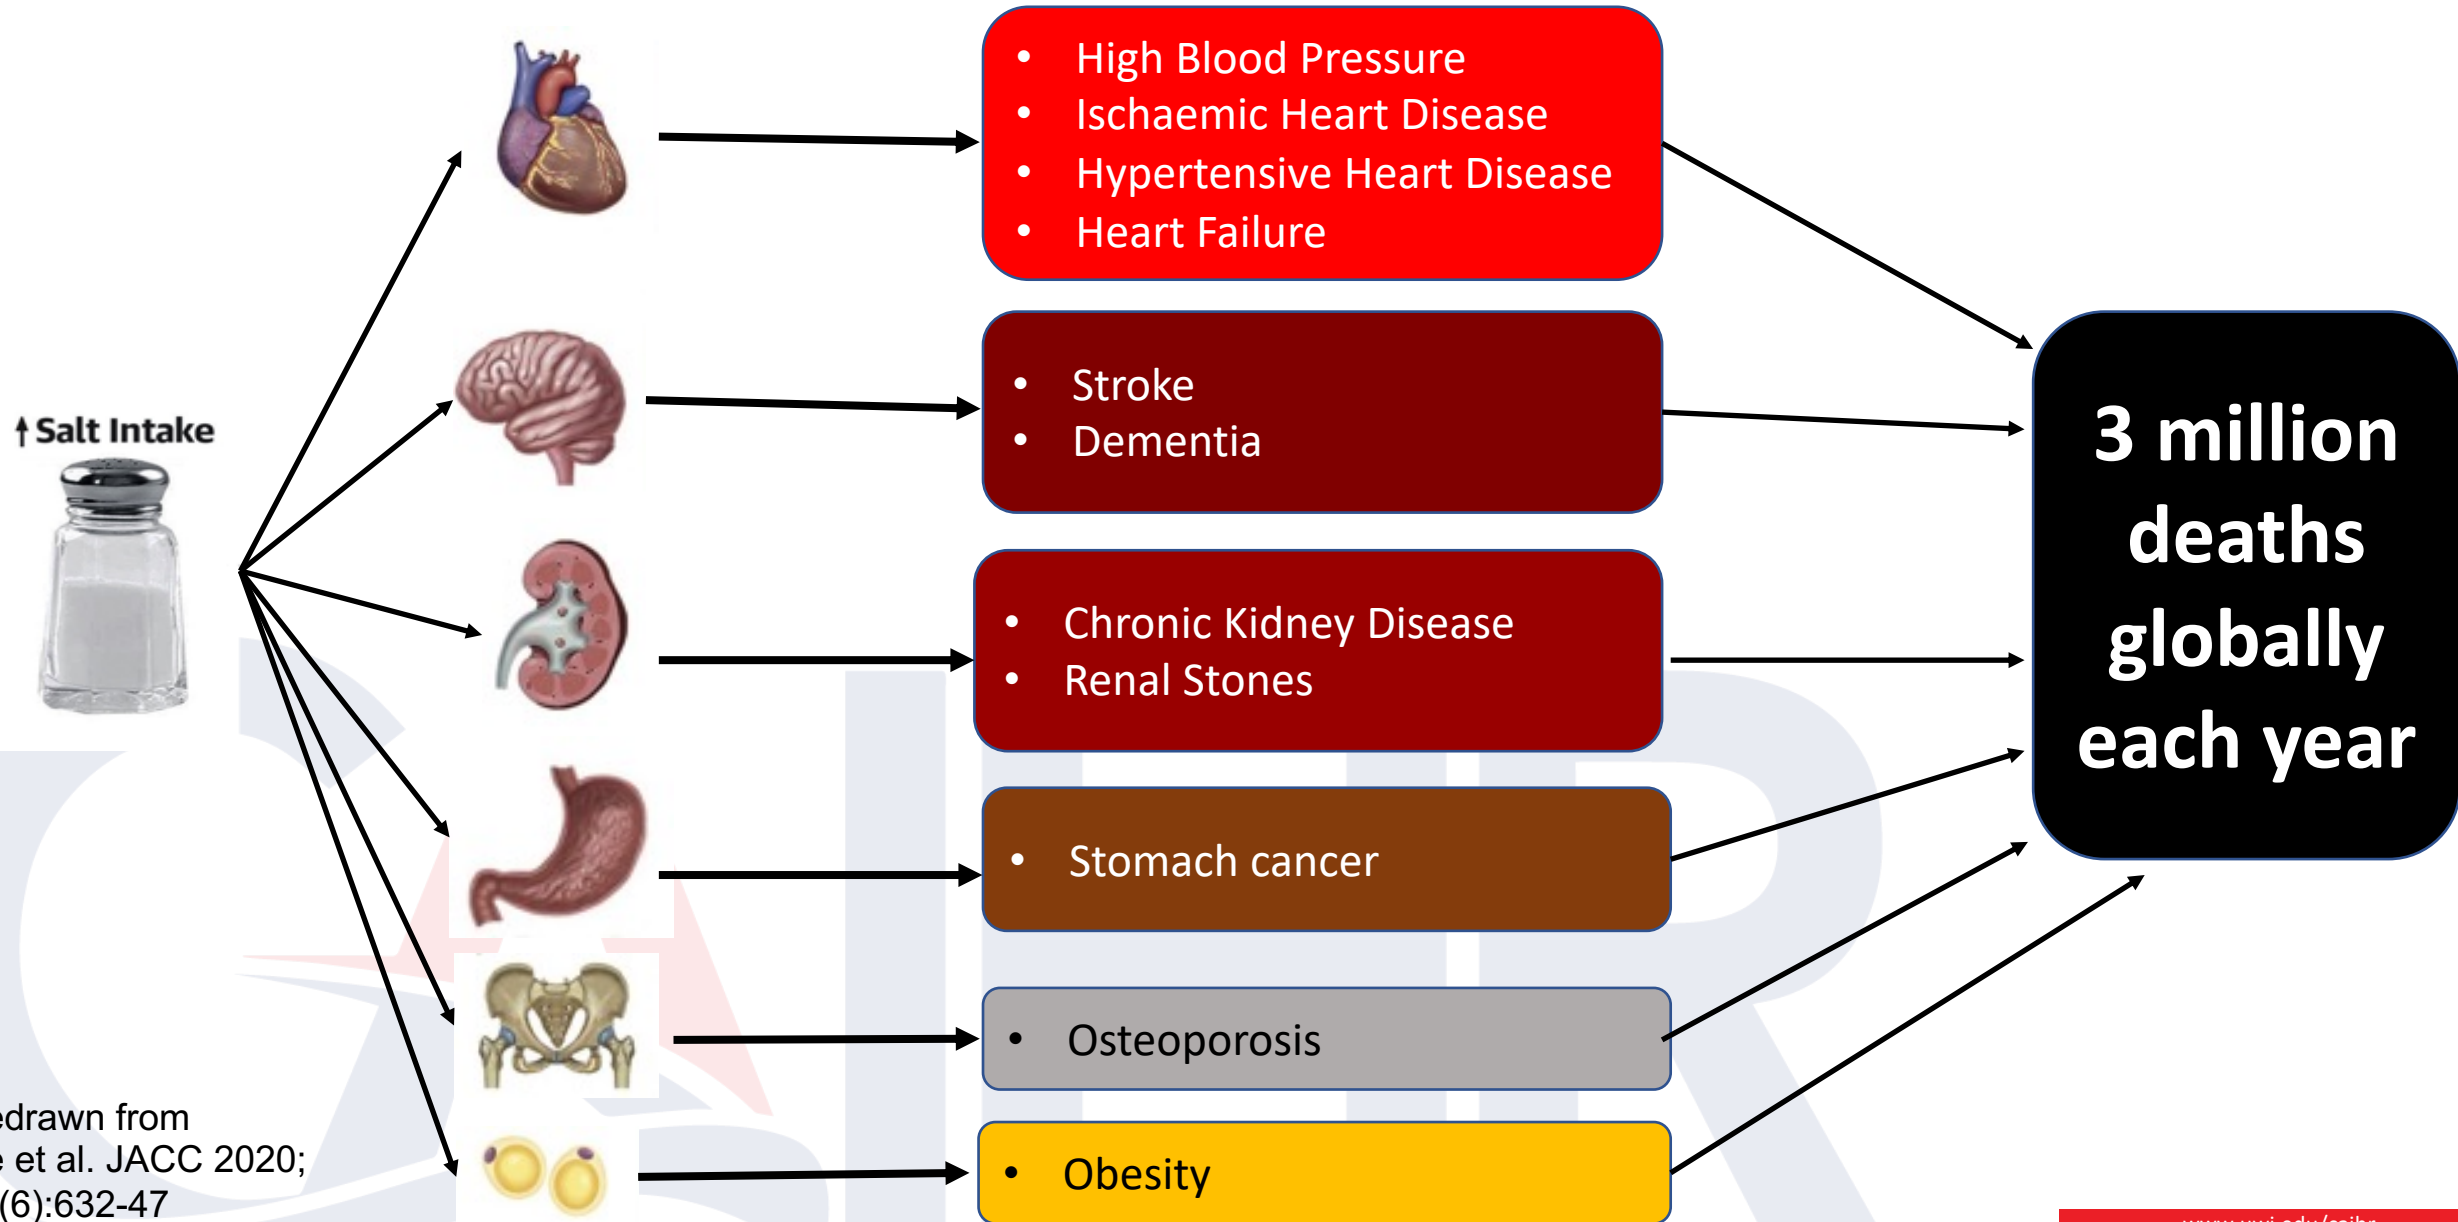 ↑ Salt Intake
• High Blood Pressure
• Ischaemic Heart Disease
• Hypertensive Heart Disease
• Heart Failure
• Stroke
• Dementia
• Chronic Kidney Disease
• Renal Stones
• Stomach cancer
• Osteoporosis
• Obesity
3 million
deaths
globally
each year
edrawn from
e et al. JACC 2020;
(6):632-47